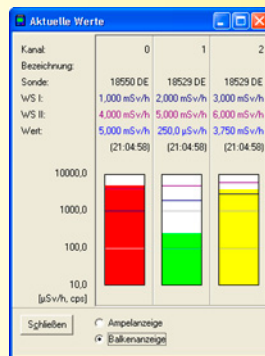 Aktuelle Werte
Kanal: 0 1 2
Bezeichnung:
Sonde: 18550 DE 18529 DE 18529 DE
WS I: 1,000 mSv/h 2,000 mSv/h 3,000 mSv/h
WS II: 4,000 mSv/h 5,000 mSv/h 6,000 mSv/h
Wert: 5,000 mSv/h 250,0 µSv/h 3,750 mSv/h
(21:04:58) (21:04:58) (21:04:58)
10000,0
1000,0
100,0
10,0
[µSv/h, cps]
Schließen
Ampelanzeige
Balkenanzeige